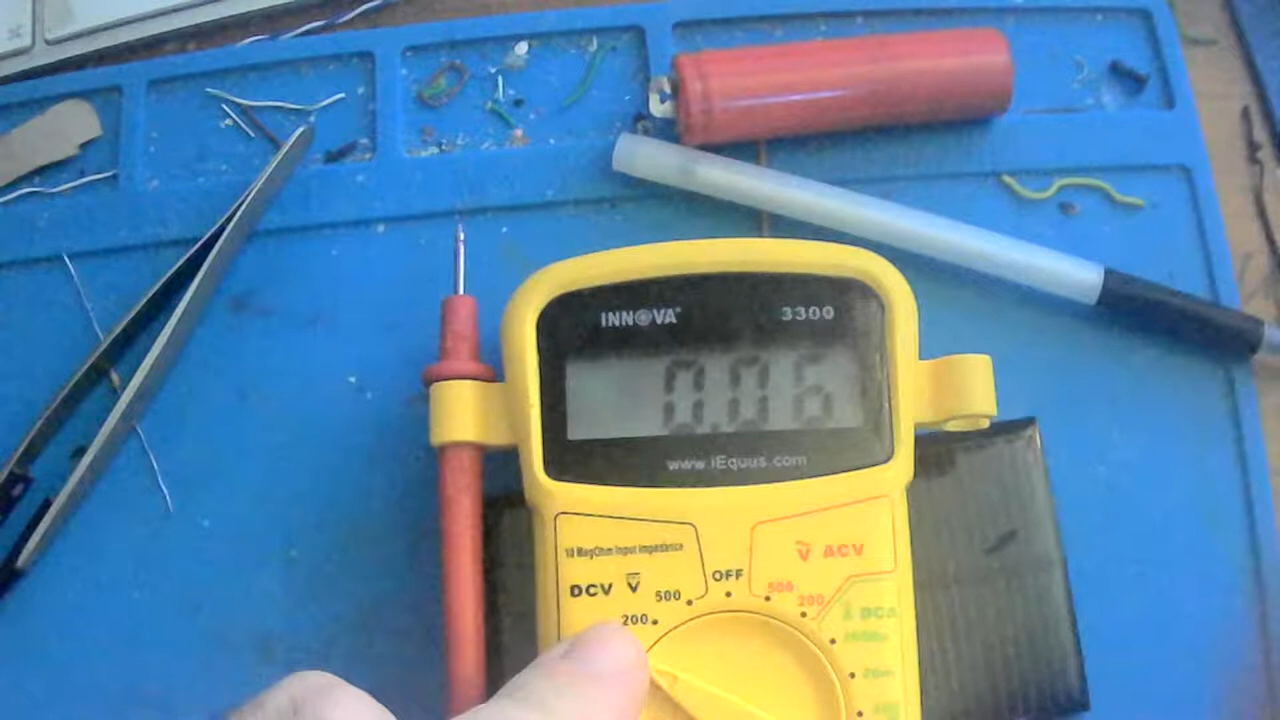 INNOVA® 3300
0.06
www.iEquus.com
10 MegOhm Input Impedance
DCV V
OFF
V ACV
500
500
200
200
DCA